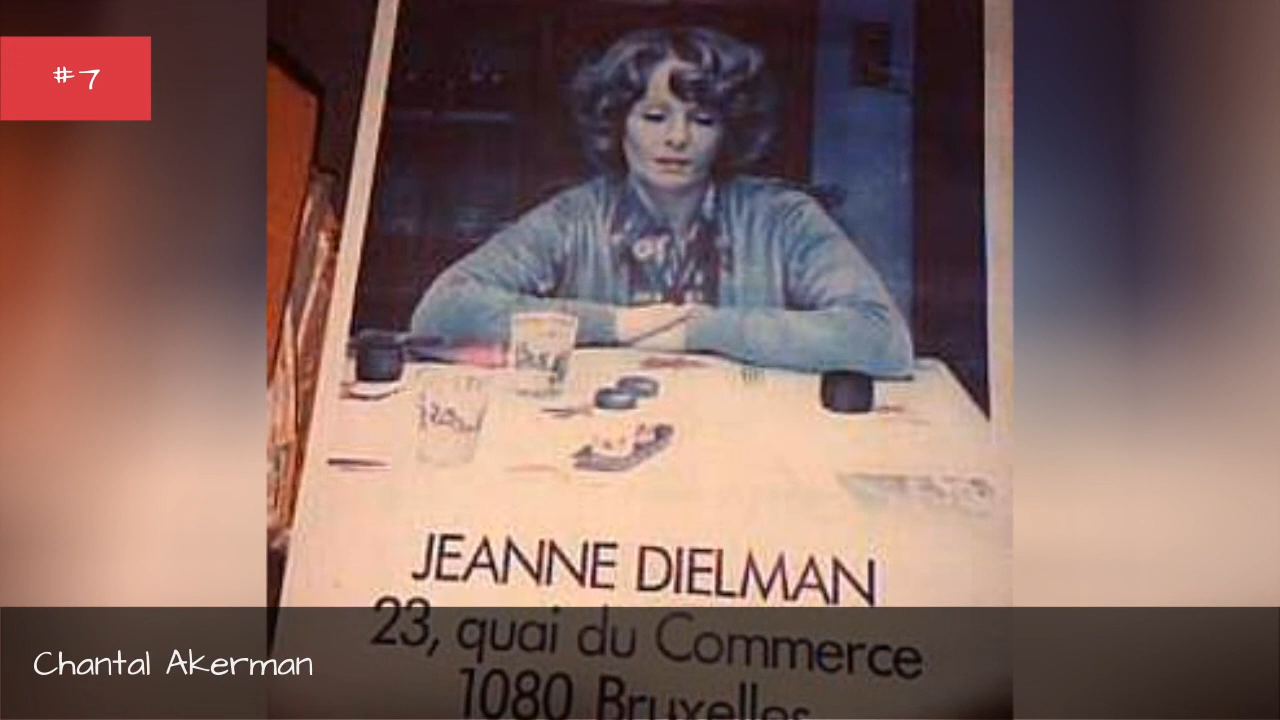 #7
JEANNE DIELMAN
23, quai du Commerce
1080 Bruxelles
Chantal Akerman